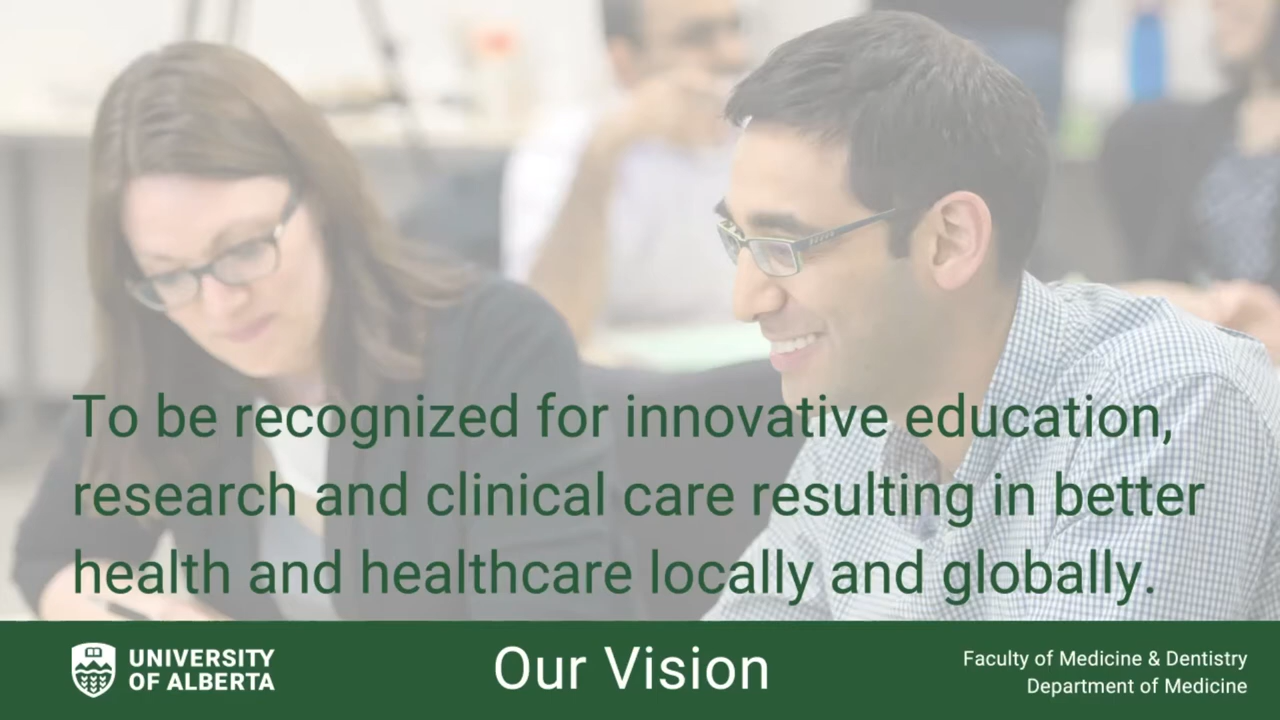 To be recognized for innovative education,
research and clinical care resulting in better
health and healthcare locally and globally.
UNIVERSITY
OF ALBERTA
Our Vision
Faculty of Medicine & Dentistry
Department of Medicine